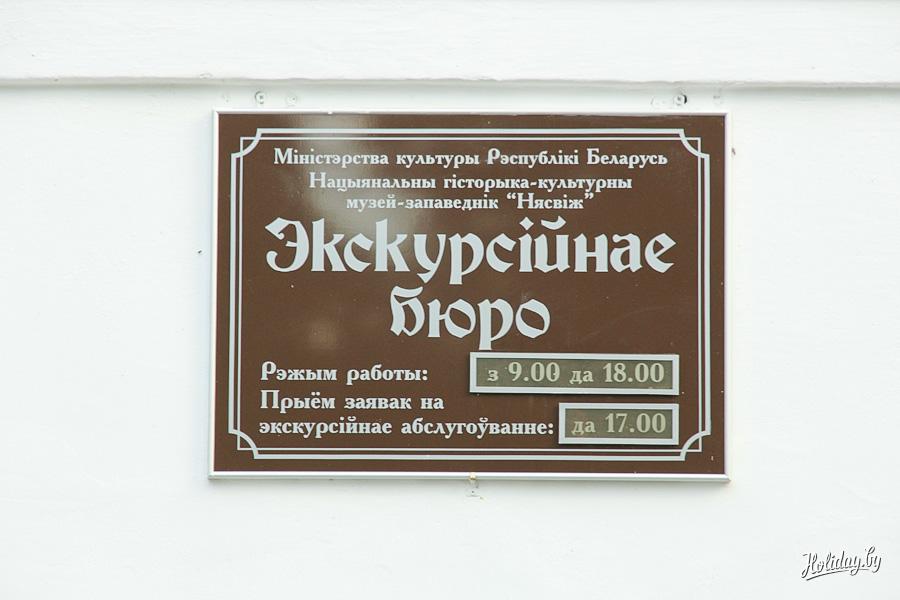 Міністэрства культуры Рэспублікі Беларусь
Нацыянальны гісторыка-культурны
музей-запаведнік “Нясвіж”
Экскурсійнае
бюро
Рэжым работы: з 9.00 да 18.00
Прыём заявак на
экскурсійнае абслугоўванне: да 17.00
Holiday.by